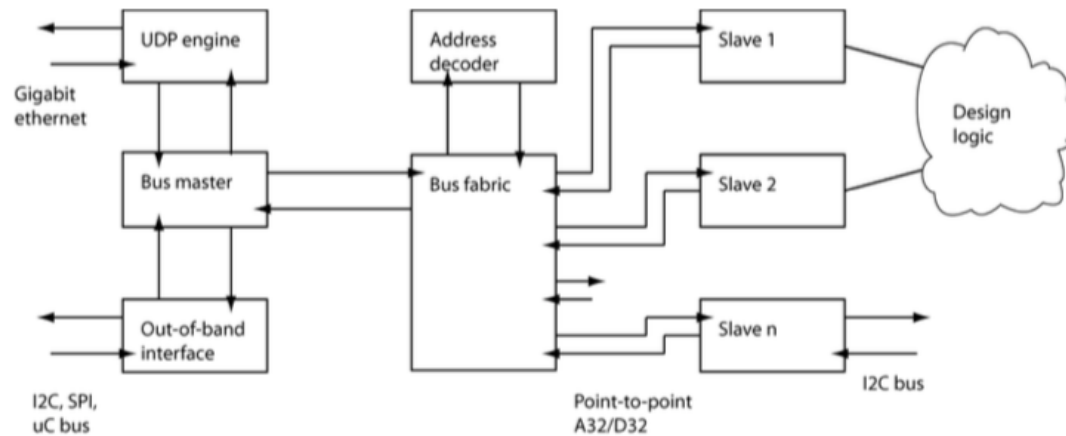 UDP engine
Address
decoder
Slave 1
Gigabit
ethernet
Design
logic
Bus master
Bus fabric
Slave 2
Out-of-band
interface
Slave n
I2C, SPI,
uC bus
Point-to-point
A32/D32
I2C bus